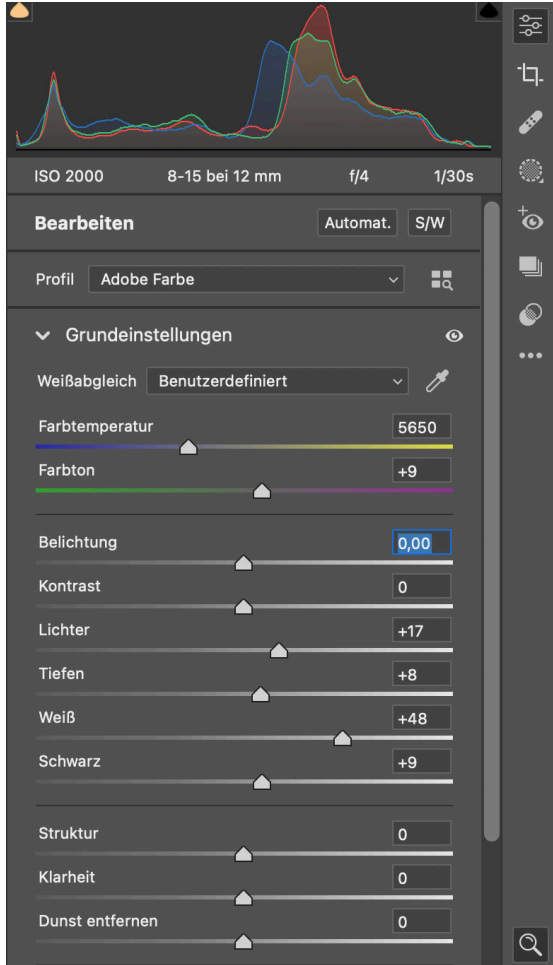 ISO 2000 8-15 bei 12 mm f/4 1/30s
Bearbeiten Automat. S/W
Profil Adobe Farbe
Grundeinstellungen
Weißabgleich Benutzerdefiniert
Farbtemperatur 5650
Farbton +9
Belichtung 0,00
Kontrast 0
Lichter +17
Tiefen +8
Weiß +48
Schwarz +9
Struktur 0
Klarheit 0
Dunst entfernen 0